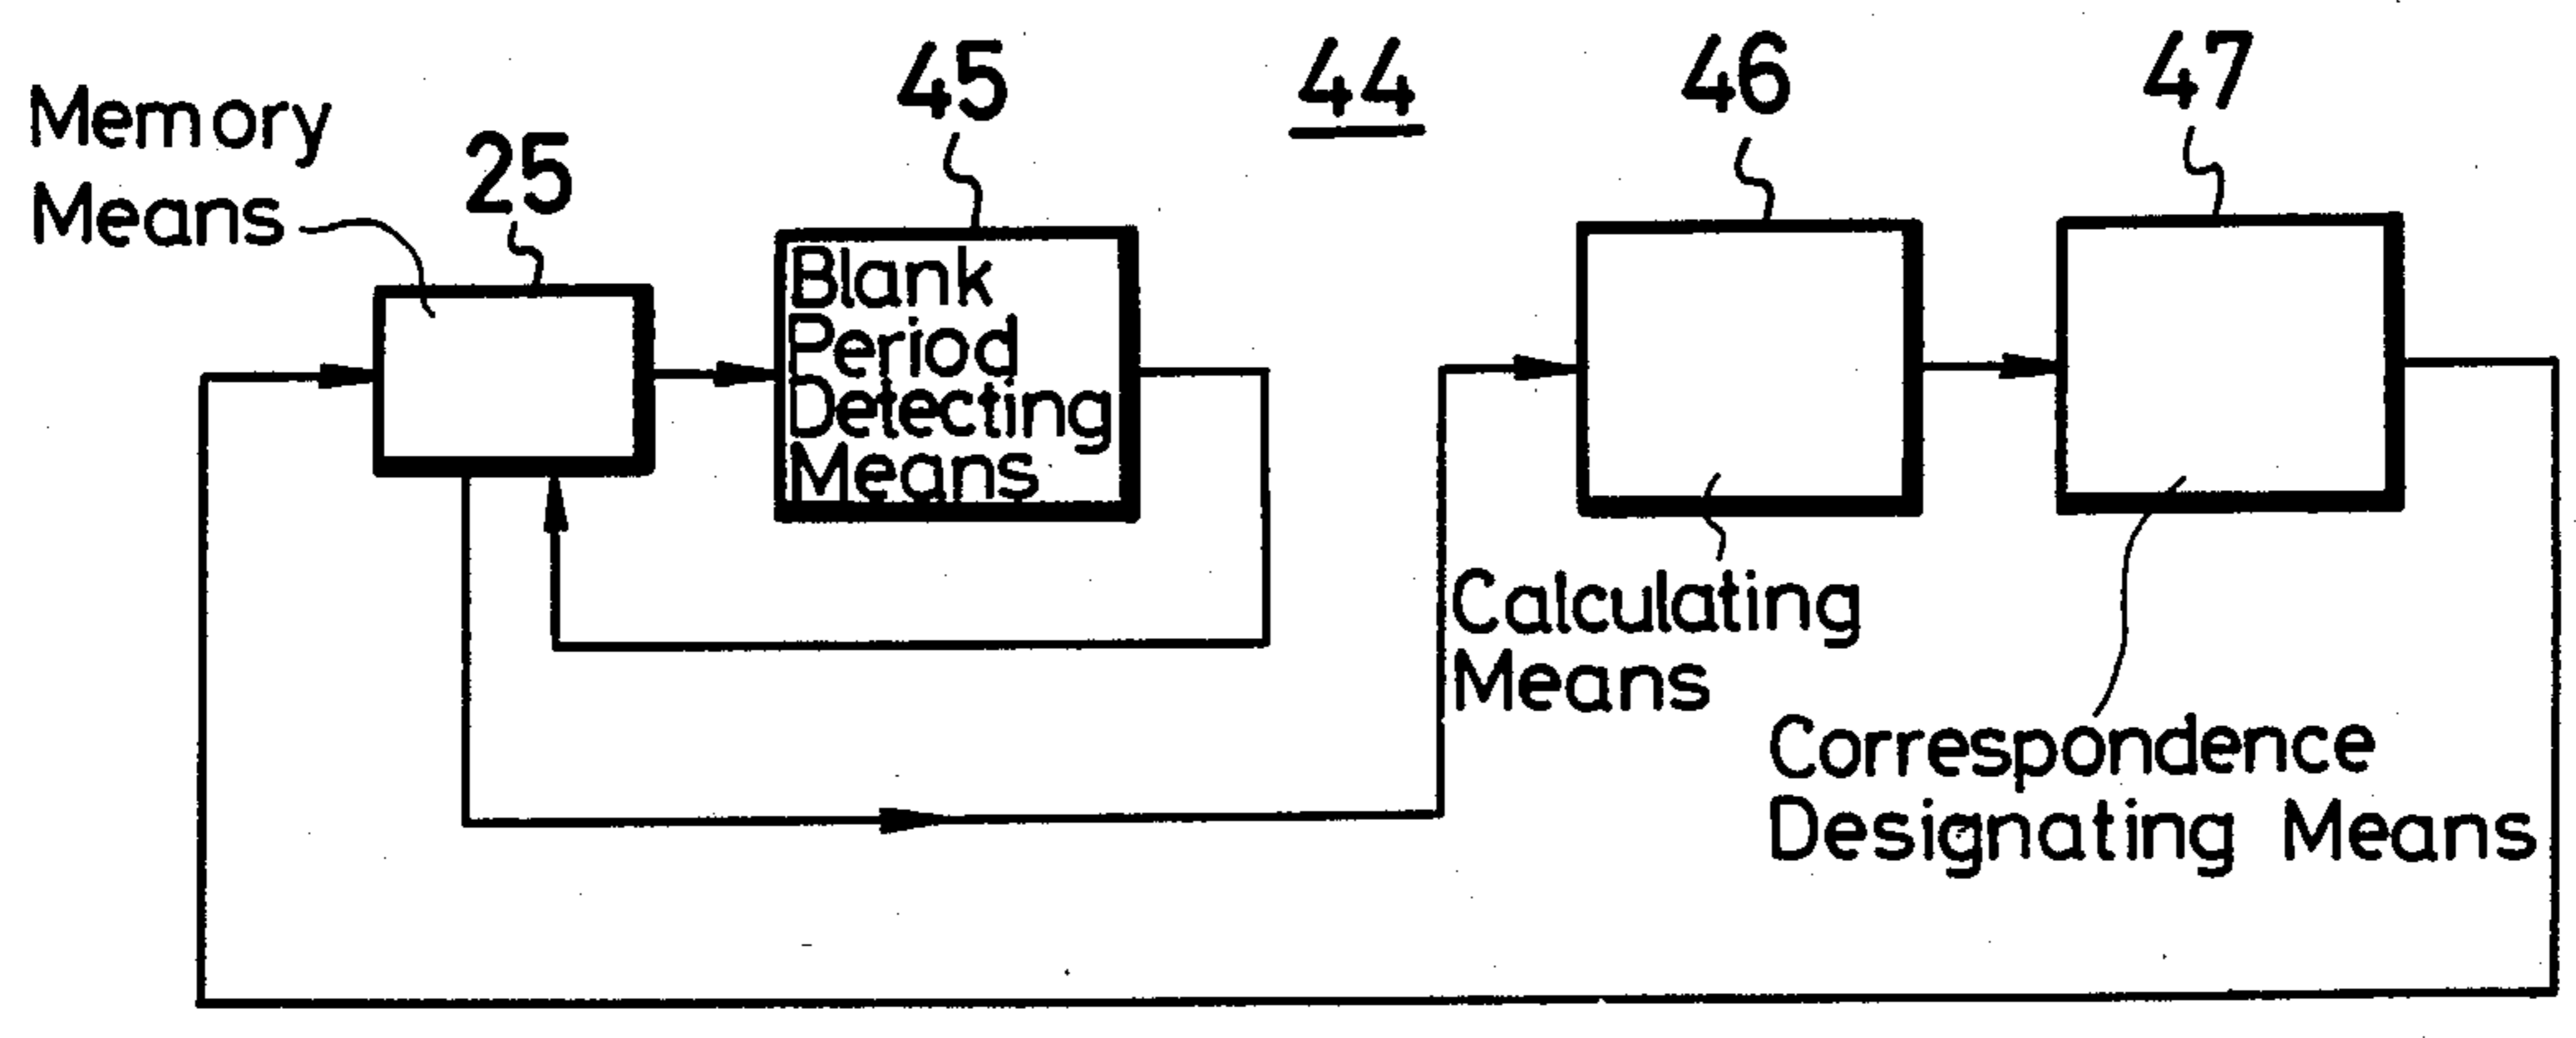 Memory
Means
25
45
44
46
47
Blank
Period
Detecting
Means
Calculating
Means
Correspondence
Designating Means